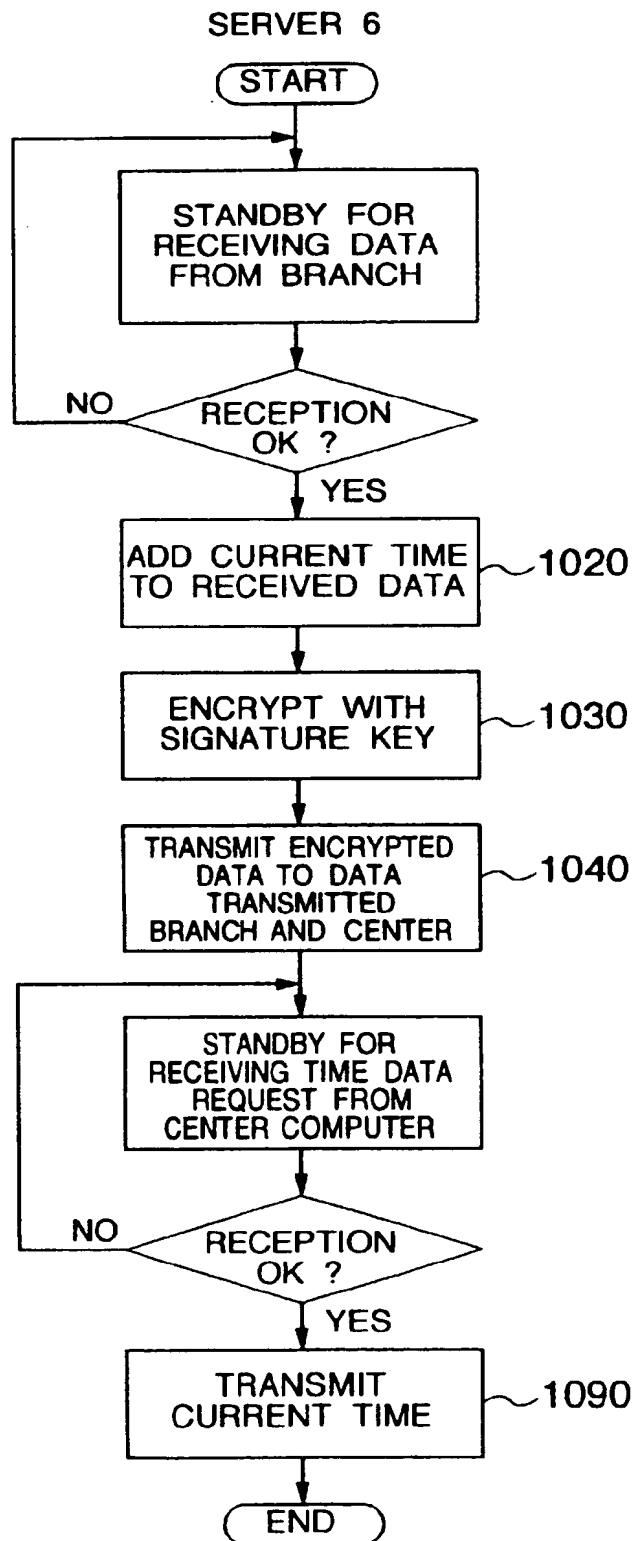 SERVER 6
START
STANDBY FOR
RECEIVING DATA
FROM BRANCH
NO
RECEPTION
OK ?
YES
ADD CURRENT TIME
TO RECEIVED DATA
1020
ENCRYPT WITH
SIGNATURE KEY
1030
TRANSMIT ENCRYPTED
DATA TO DATA
TRANSMITTED
BRANCH AND CENTER
1040
STANDBY FOR
RECEIVING TIME DATA
REQUEST FROM
CENTER COMPUTER
NO
RECEPTION
OK ?
YES
TRANSMIT
CURRENT TIME
1090
END